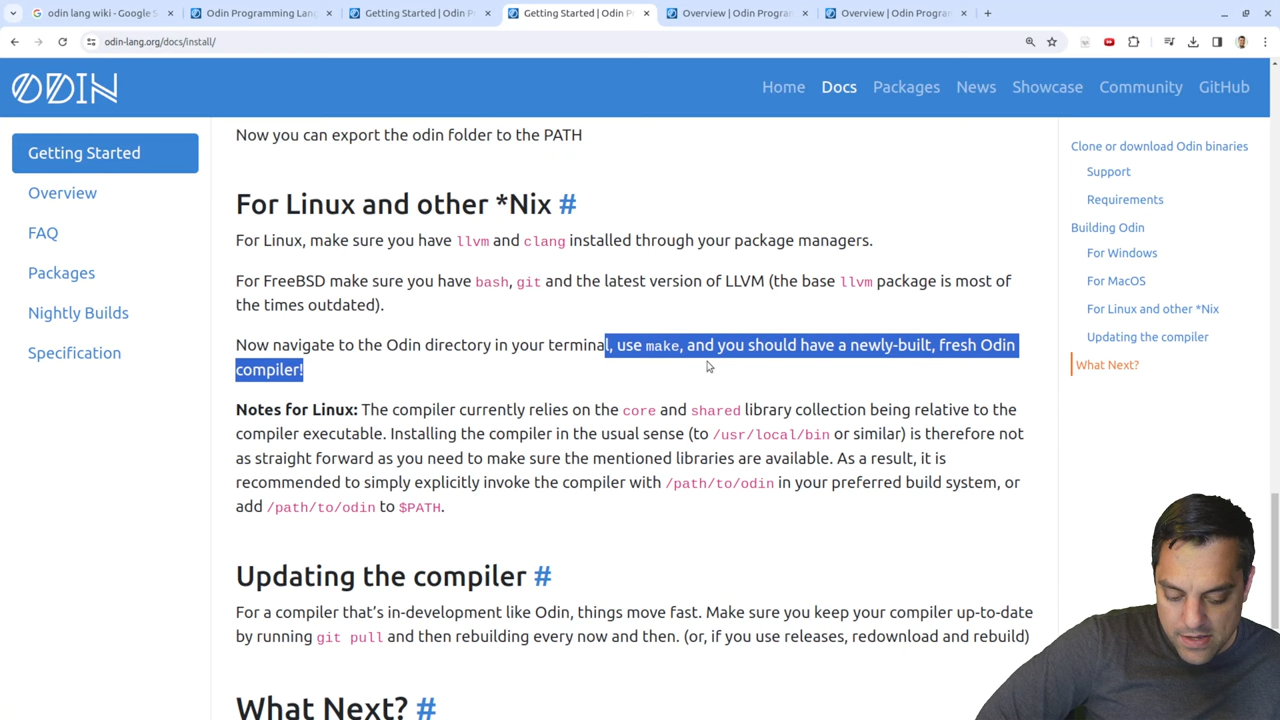 odin lang wiki - Google S
Odin Programming Lang
Getting Started | Odin P
Getting Started | Odin P
Overview | Odin Program
Overview | Odin Program
odin-lang.org/docs/install/
ODIN
Home
Docs
Packages
News
Showcase
Community
GitHub
Getting Started
Overview
FAQ
Packages
Nightly Builds
Specification
Now you can export the odin folder to the PATH
For Linux and other *Nix #
For Linux, make sure you have llvm and clang installed through your package managers.
For FreeBSD make sure you have bash, git and the latest version of LLVM (the base llvm package is most of
the times outdated).
Now navigate to the Odin directory in your terminal, use make, and you should have a newly-built, fresh Odin
compiler!
Notes for Linux: The compiler currently relies on the core and shared library collection being relative to the
compiler executable. Installing the compiler in the usual sense (to /usr/local/bin or similar) is therefore not
as straight forward as you need to make sure the mentioned libraries are available. As a result, it is
recommended to simply explicitly invoke the compiler with /path/to/odin in your preferred build system, or
add /path/to/odin to $PATH.
Updating the compiler #
For a compiler that's in-development like Odin, things move fast. Make sure you keep your compiler up-to-date
by running git pull and then rebuilding every now and then. (or, if you use releases, redownload and rebuild)
What Next? #
Clone or download Odin binaries
Support
Requirements
Building Odin
For Windows
For MacOS
For Linux and other *Nix
Updating the compiler
What Next?